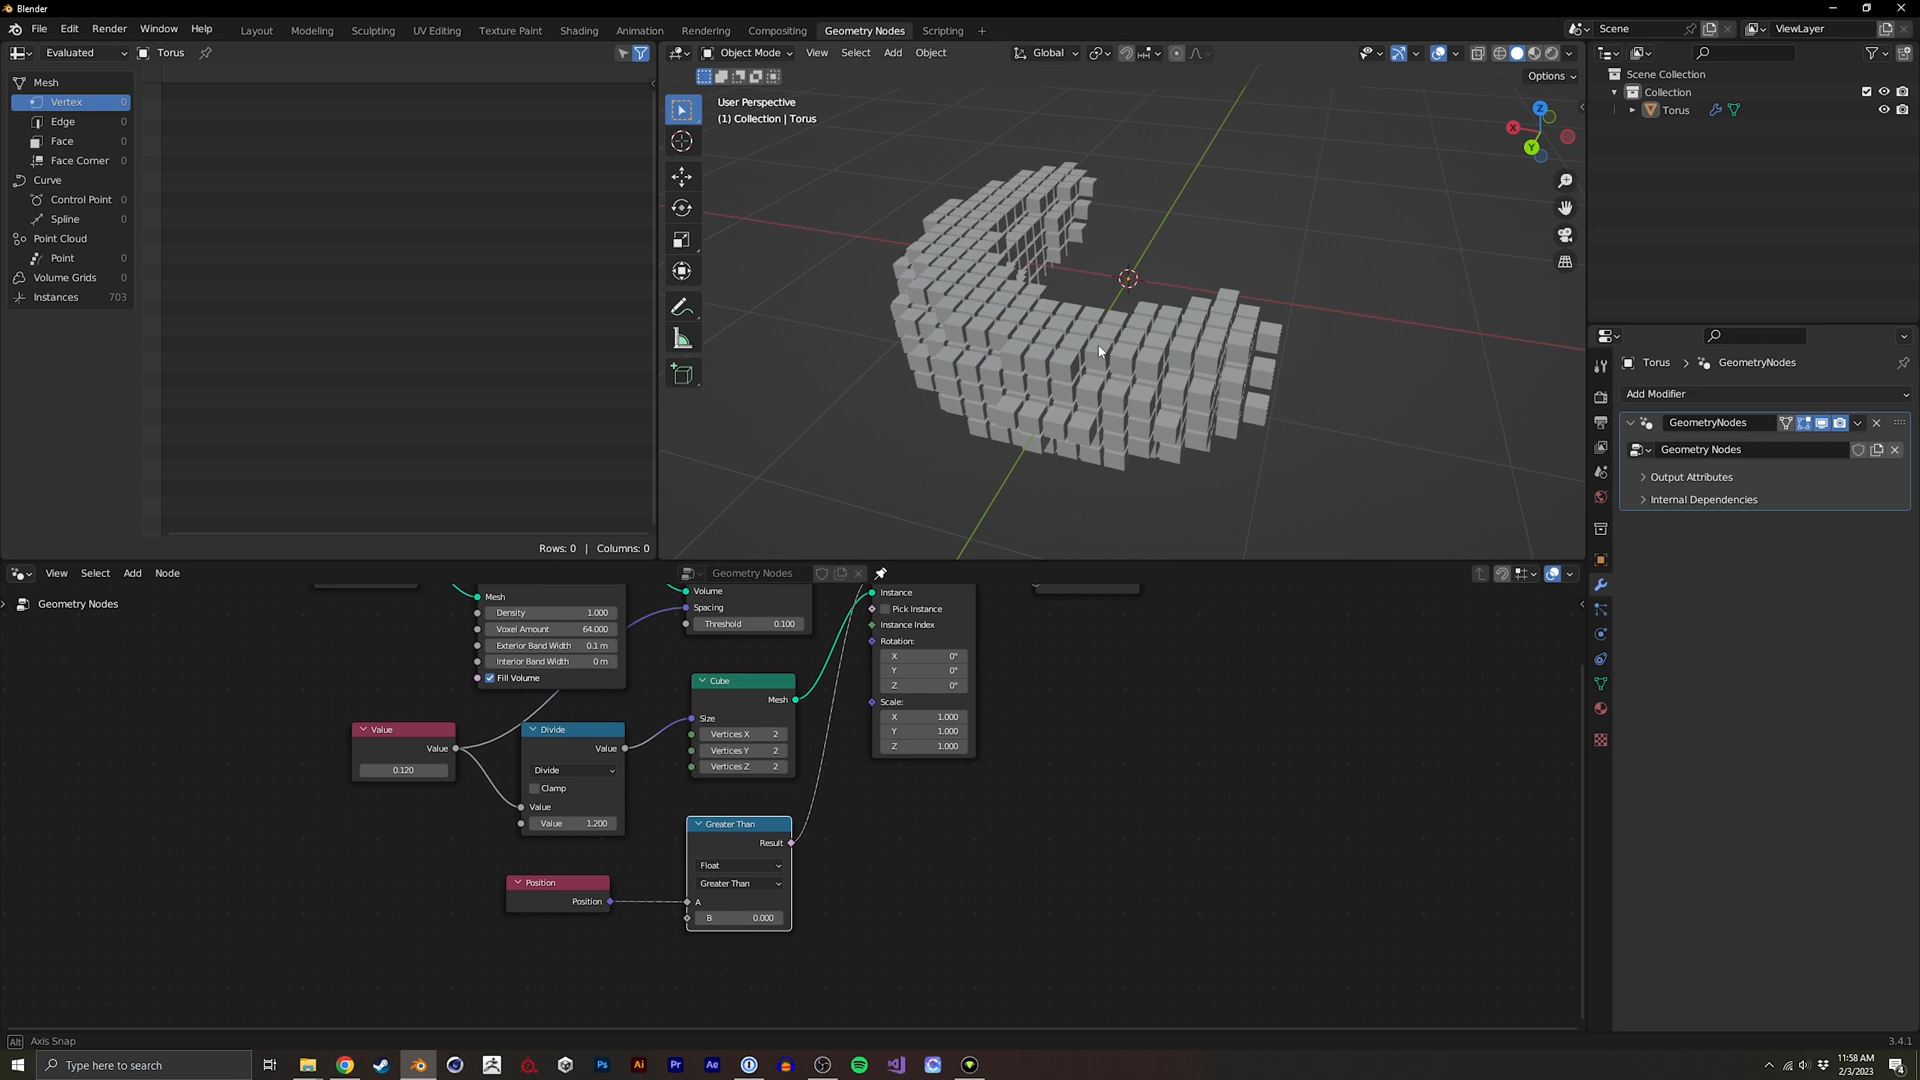 Blender
File Edit Render Window Help
Layout Modeling Sculpting UV Editing Texture Paint Shading Animation Rendering Compositing Geometry Nodes Scripting +
Scene
ViewLayer
Evaluated Torus
Object Mode View Select Add Object
Global
Options
Mesh
Vertex 0
Edge 0
Face 0
Face Corner 0
Curve
Control Point 0
Spline 0
Point Cloud
Point 0
Volume Grids 0
Instances 703
Rows: 0 | Columns: 0
User Perspective
(1) Collection | Torus
X
Y
Z
Scene Collection
Collection
Torus
Torus > GeometryNodes
Add Modifier
GeometryNodes
Geometry Nodes
Output Attributes
Internal Dependencies
View Select Add Node
Geometry Nodes
Geometry Nodes
Mesh
Density 1.000
Voxel Amount 64.000
Exterior Band Width 0.1 m
Interior Band Width 0 m
Fill Volume
Volume
Spacing
Threshold 0.100
Instance
Pick Instance
Instance Index
Rotation:
X 0°
Y 0°
Z 0°
Scale:
X 1.000
Y 1.000
Z 1.000
Cube
Mesh
Size
Vertices X 2
Vertices Y 2
Vertices Z 2
Value
Value
0.120
Divide
Value
Divide
Clamp
Value
Value 1.200
Greater Than
Result
Float
Greater Than
A
B 0.000
Position
Position
Alt Axis Snap
3.4.1
Type here to search
Ps Ai Pr Ae
11:58 AM
2/3/2023
4